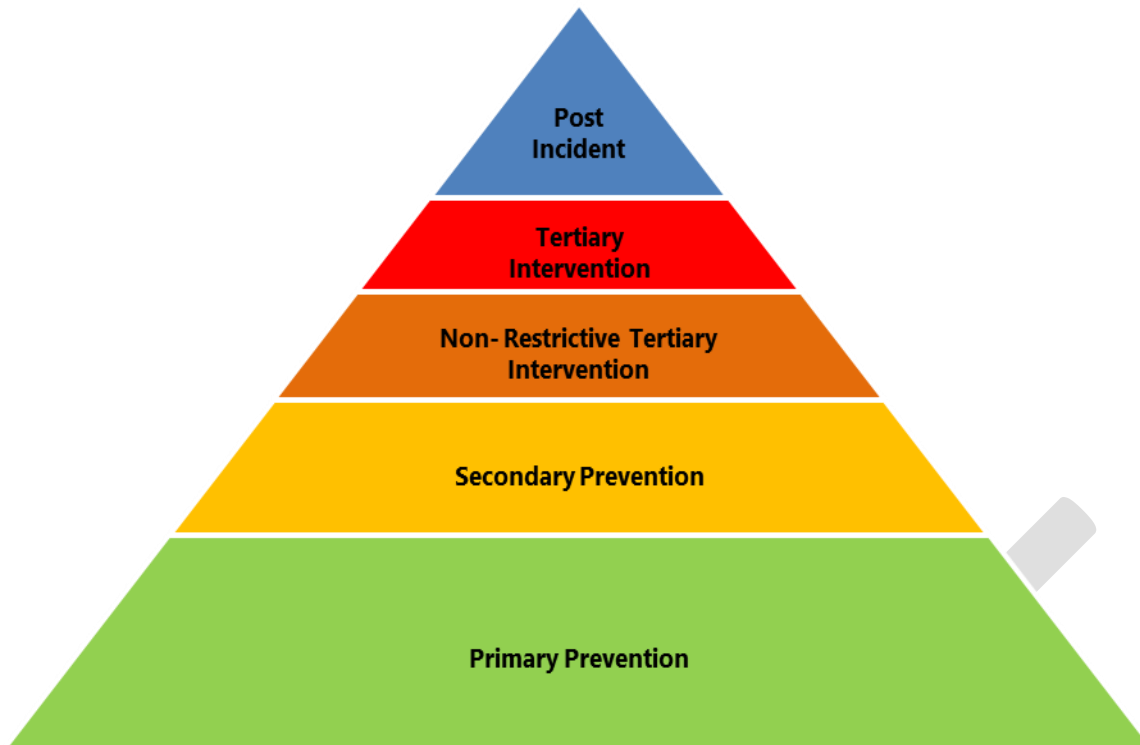 Post
Incident
Tertiary
Intervention
Non- Restrictive Tertiary
Intervention
Secondary Prevention
Primary Prevention